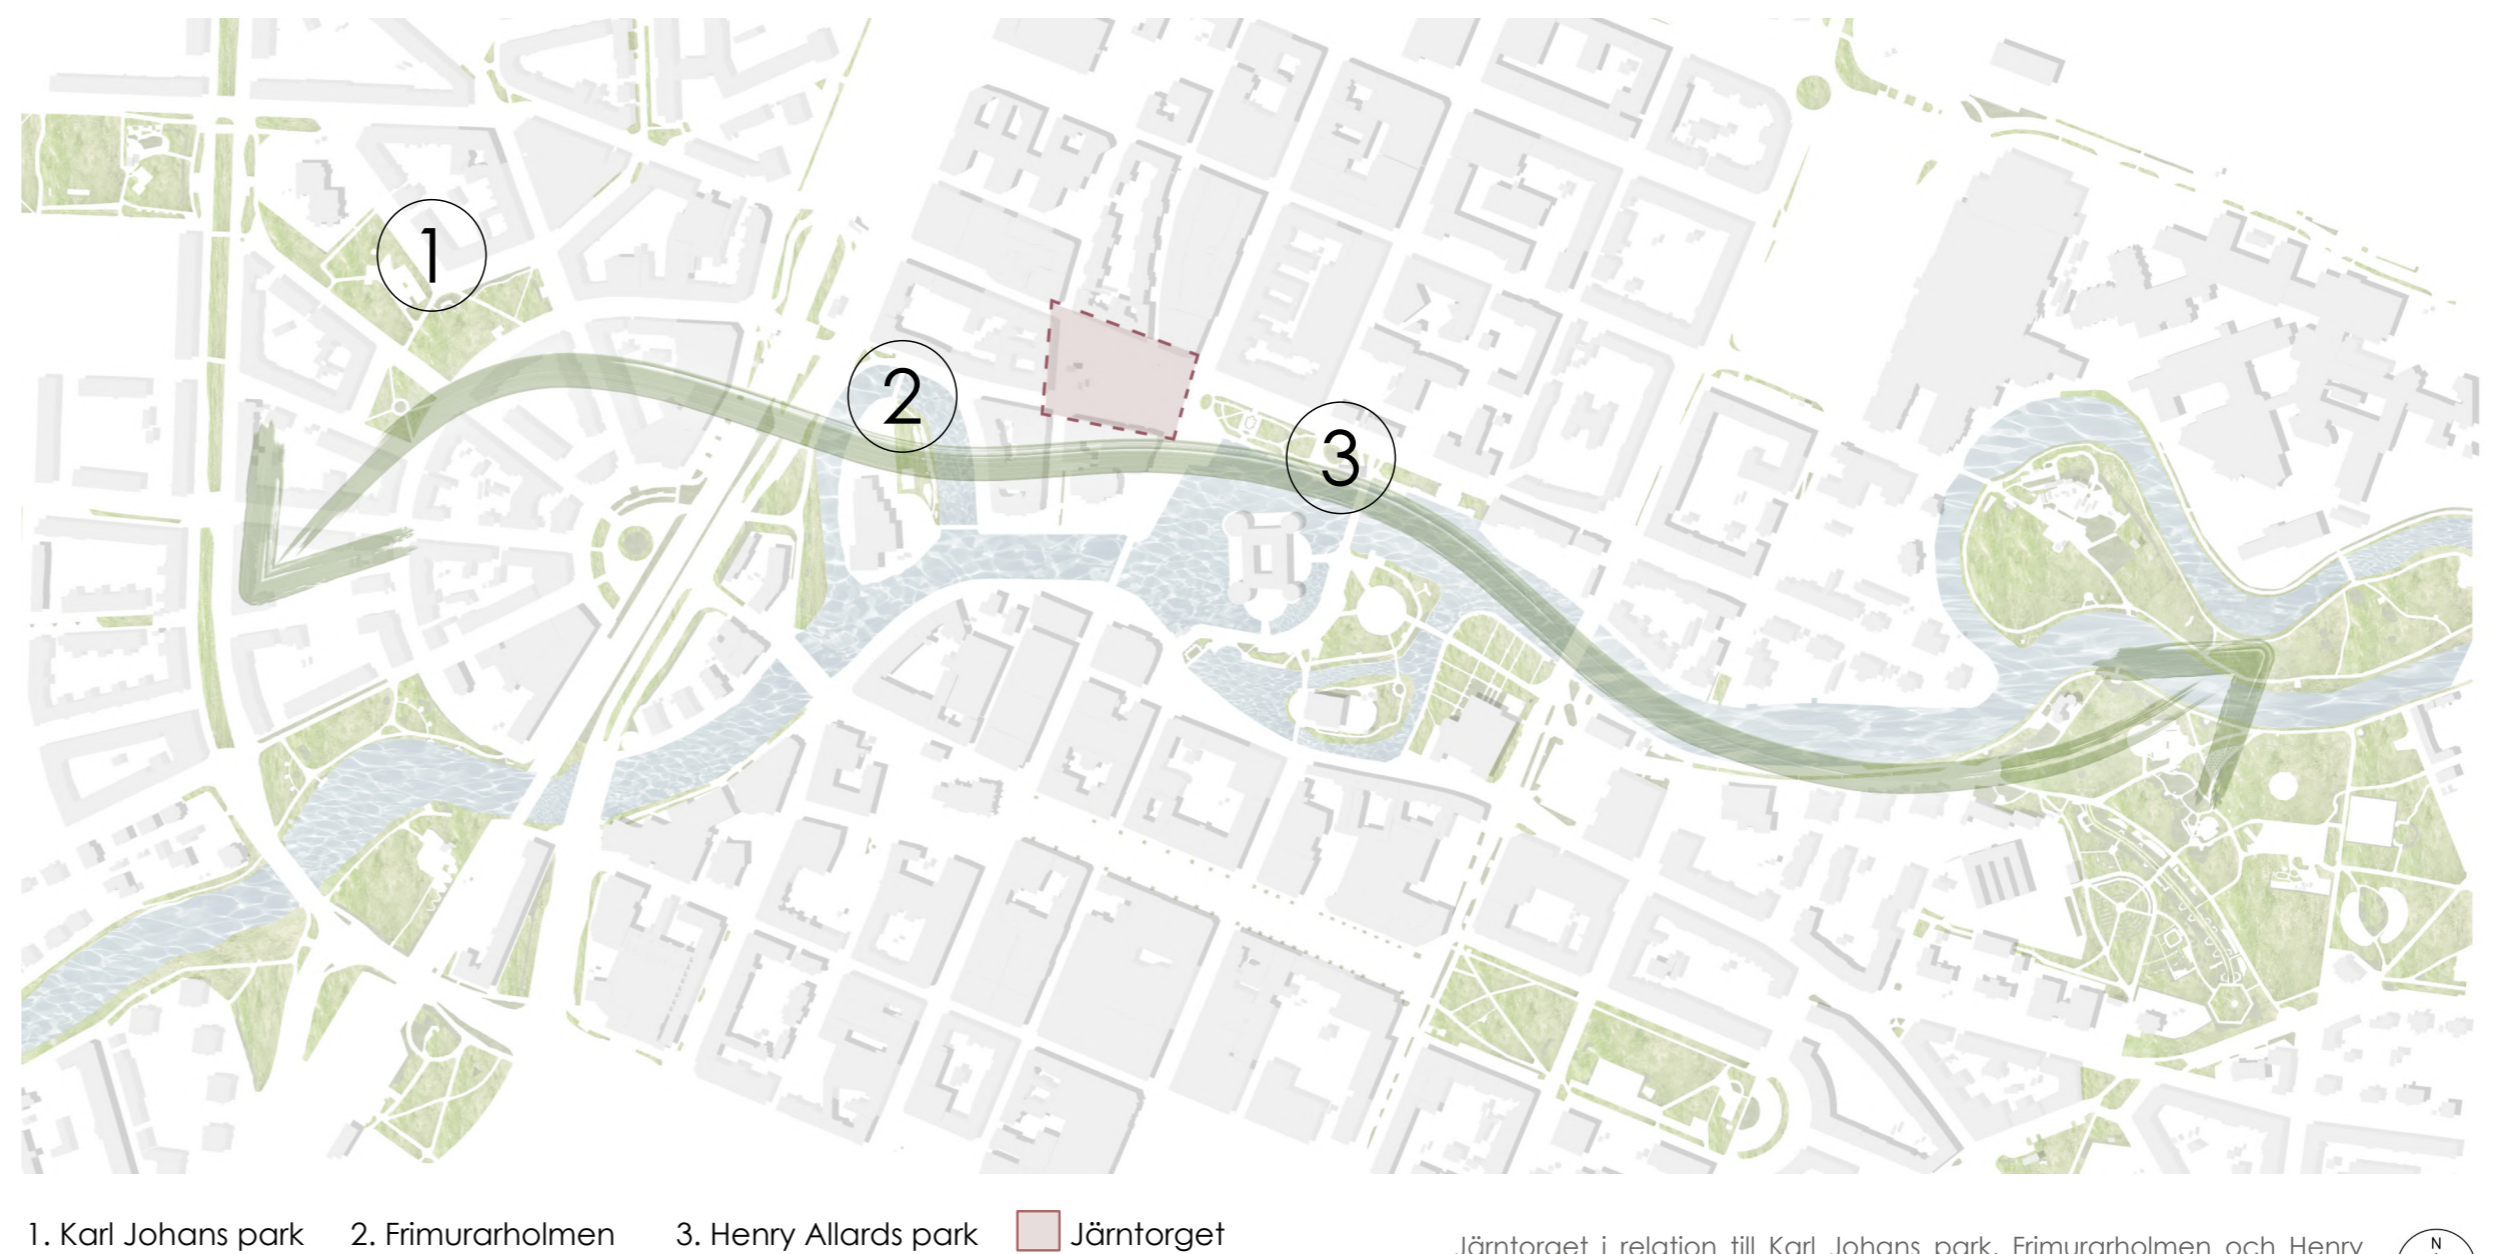 1
2
3
1. Karl Johans park
2. Frimurarholmen
3. Henry Allards park
Järntorget
Järntorget i relation till Karl Johans park, Frimurarholmen och Henry
N